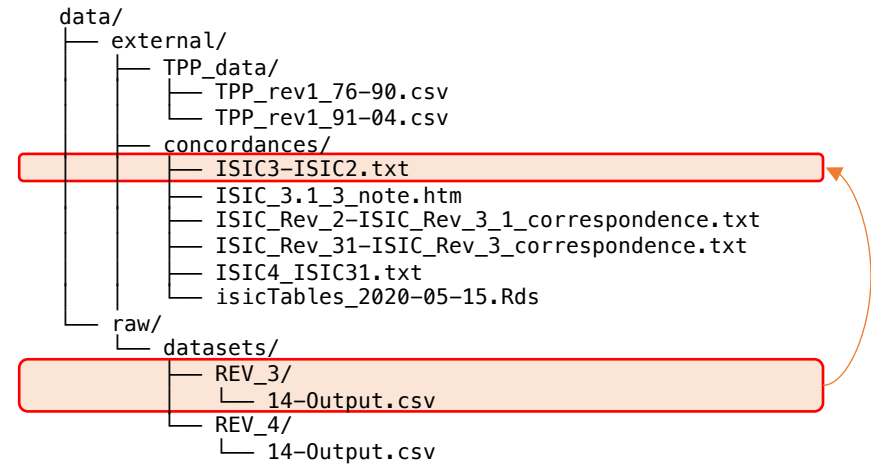 data/
├── external/
│   ├── TPP_data/
│   │   ├── TPP_rev1_76-90.csv
│   │   └── TPP_rev1_91-04.csv
│   ├── concordances/
│   │   ├── ISIC3-ISIC2.txt
│   │   ├── ISIC_3.1_3_note.htm
│   │   ├── ISIC_Rev_2-ISIC_Rev_3_1_correspondence.txt
│   │   ├── ISIC_Rev_31-ISIC_Rev_3_correspondence.txt
│   │   ├── ISIC4_ISIC31.txt
│   │   └── isicTables_2020-05-15.Rds
└── raw/
    └── datasets/
        ├── REV_3/
        │   └── 14-Output.csv
        └── REV_4/
            └── 14-Output.csv